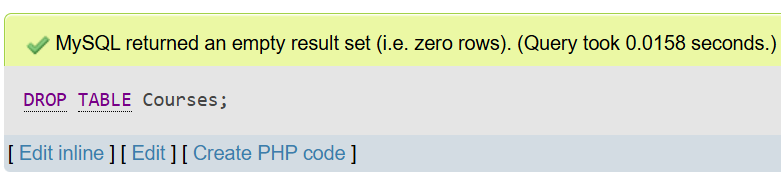 MySQL returned an empty result set (i.e. zero rows). (Query took 0.0158 seconds.)
DROP TABLE Courses;
[ Edit inline ] [ Edit ] [ Create PHP code ]